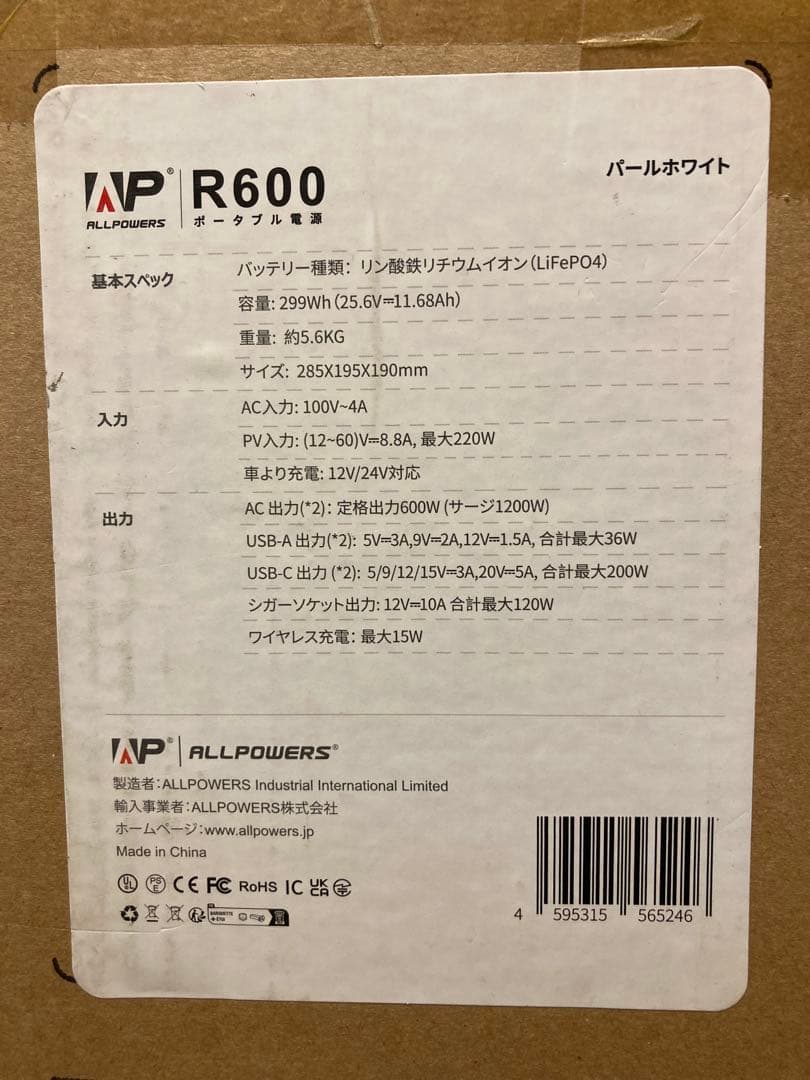 AP® R600 パールホワイト
ALLPOWERS ポータブル電源
基本スペック
バッテリー種類: リン酸鉄リチウムイオン(LiFePO4)
容量: 299Wh(25.6V⎓11.68Ah)
重量: 約5.6KG
サイズ: 285X195X190mm
入力
AC入力: 100V~4A
PV入力: (12~60)V⎓8.8A, 最大220W
車より充電: 12V/24V対応
出力
AC 出力(*2): 定格出力600W (サージ1200W)
USB-A 出力(*2): 5V⎓3A,9V⎓2A,12V⎓1.5A, 合計最大36W
USB-C 出力 (*2): 5/9/12/15V⎓3A,20V⎓5A, 合計最大200W
シガーソケット出力: 12V⎓10A 合計最大120W
ワイヤレス充電: 最大15W
AP® ALLPOWERS®
製造者:ALLPOWERS Industrial International Limited
輸入事業者:ALLPOWERS株式会社
ホームページ:www.allpowers.jp
Made in China
UL PSE CE FC RoHS IC UKCA
4 595315 565246